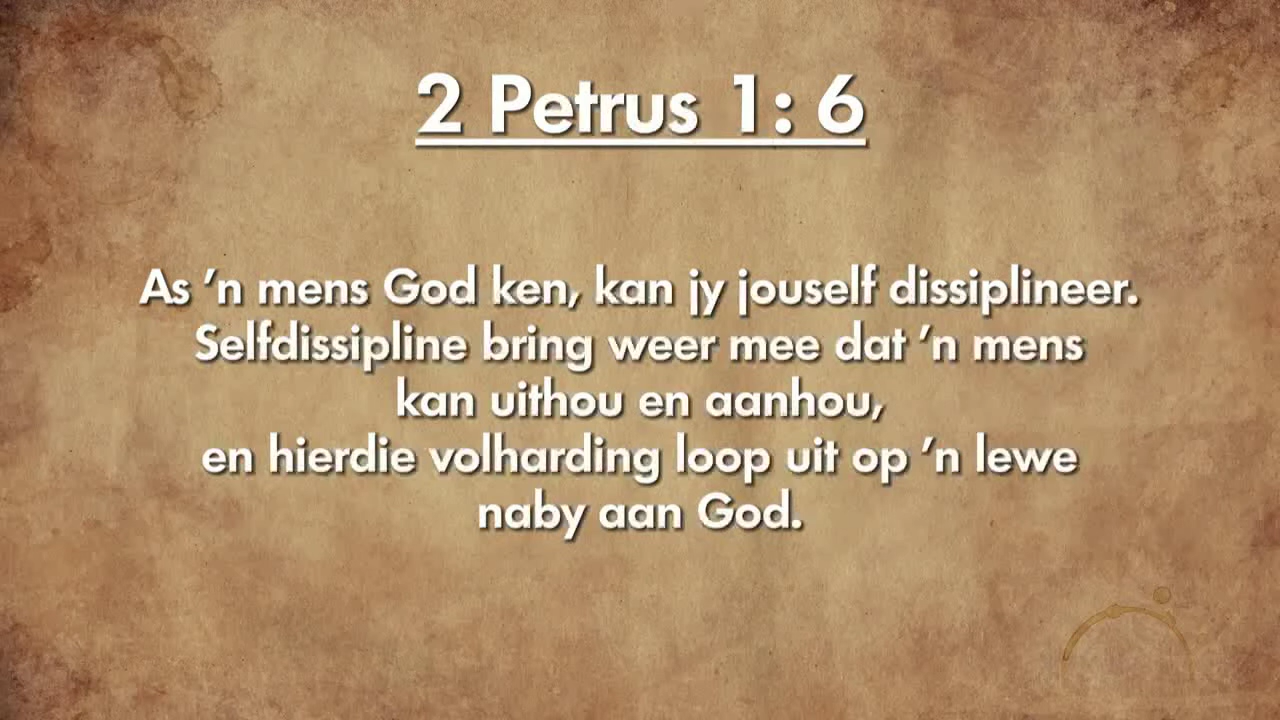 2 Petrus 1: 6
As ’n mens God ken, kan jy jouself dissiplineer.
Selfdissipline bring weer mee dat ’n mens
kan uithou en aanhou,
en hierdie volharding loop uit op ’n lewe
naby aan God.